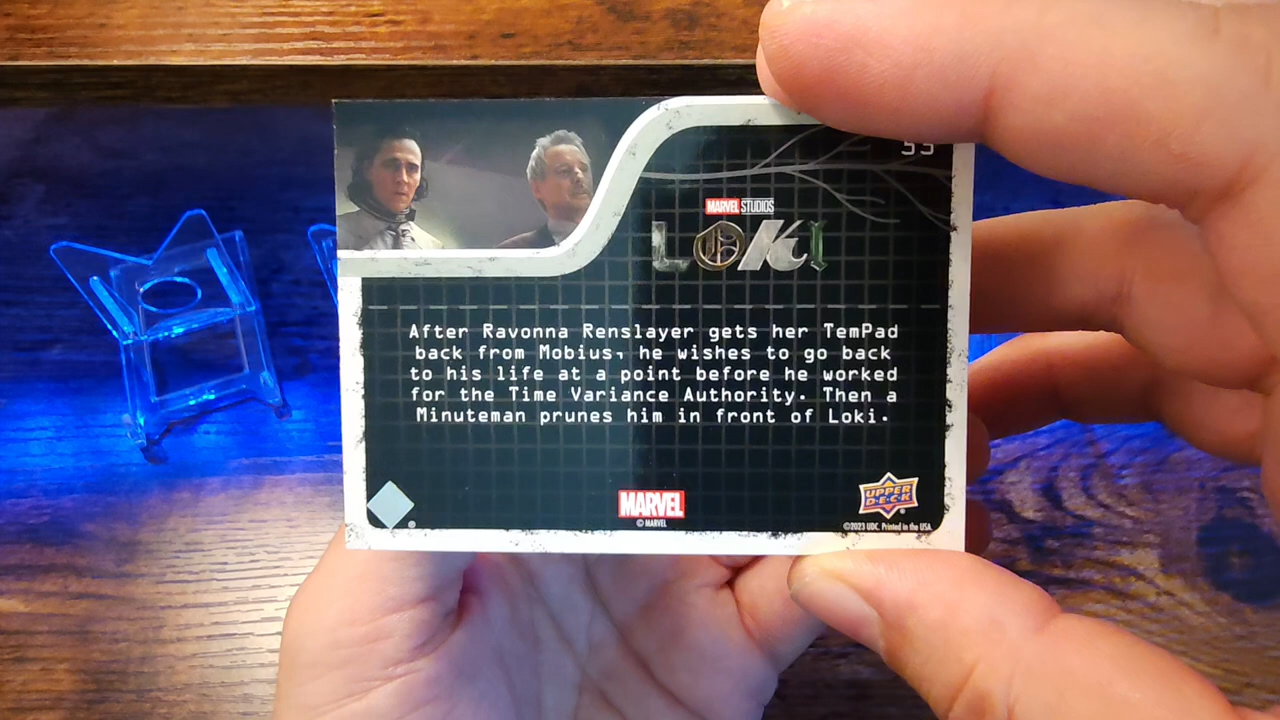 MARVEL STUDIOS
LOKI
After Ravonna Renslayer gets her TemPad
back from Mobius, he wishes to go back
to his life at a point before he worked
for the Time Variance Authority. Then a
Minuteman prunes him in front of Loki.
®
MARVEL
© MARVEL
UPPER
D·E·C·K
®
©2023 UDC. Printed in the USA.